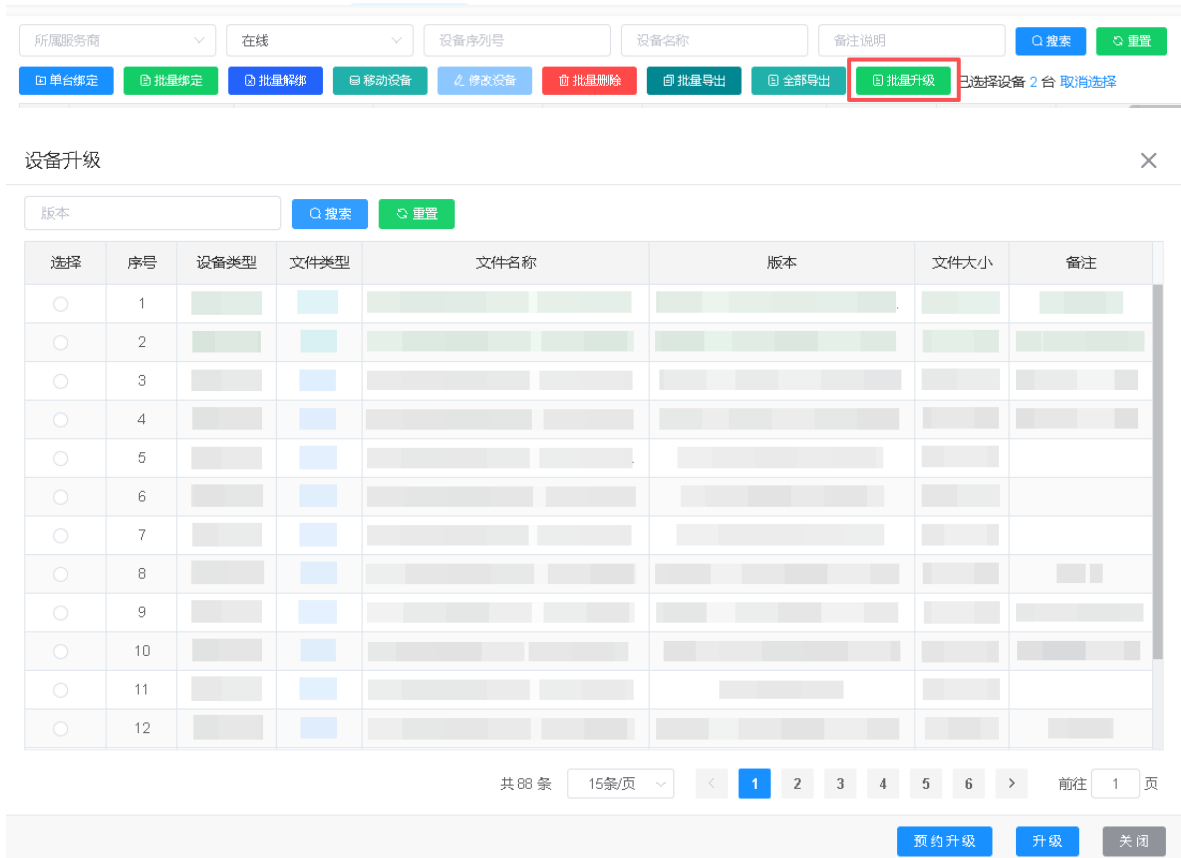 所属服务商 在线 设备序列号 设备名称 备注说明 搜索 重置
单台绑定 批量绑定 批量解绑 移动设备 修改设备 批量删除 批量导出 全部导出 批量升级 已选择设备 2 台 取消选择
设备升级
版本 搜索 重置
选择 序号 设备类型 文件类型 文件名称 版本 文件大小 备注
1
2
3
4
5
6
7
8
9
10
11
12
共 88 条 15条/页 1 2 3 4 5 6 前往 1 页
预约升级 升级 关闭